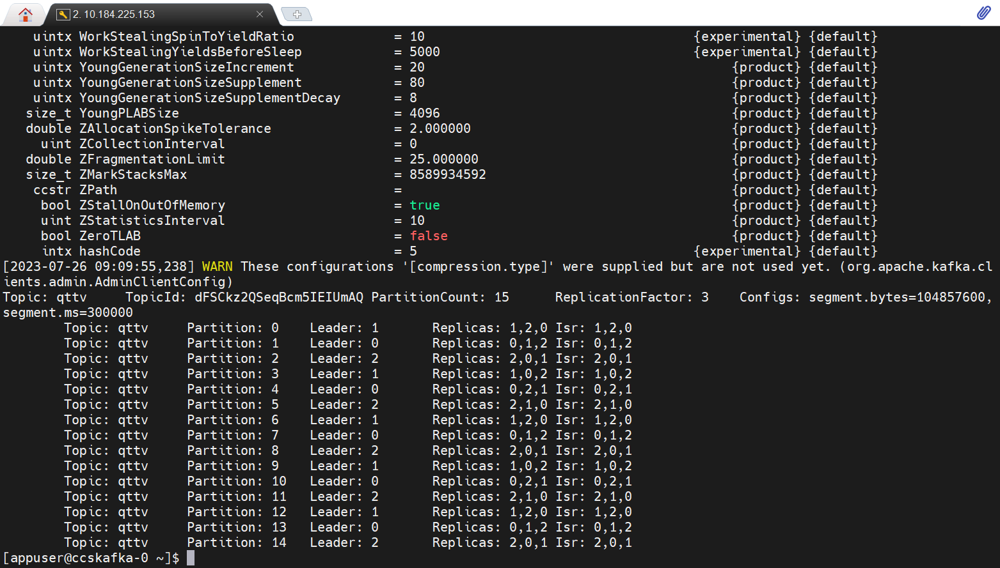 2. 10.184.225.153
uintx WorkStealingSpinToYieldRatio = 10 {experimental} {default}
uintx WorkStealingYieldsBeforeSleep = 5000 {experimental} {default}
uintx YoungGenerationSizeIncrement = 20 {product} {default}
uintx YoungGenerationSizeSupplement = 80 {product} {default}
uintx YoungGenerationSizeSupplementDecay = 8 {product} {default}
size_t YoungPLABSize = 4096 {product} {default}
double ZAllocationSpikeTolerance = 2.000000 {product} {default}
uint ZCollectionInterval = 0 {product} {default}
double ZFragmentationLimit = 25.000000 {product} {default}
size_t ZMarkStacksMax = 8589934592 {product} {default}
ccstr ZPath = {product} {default}
bool ZStallOnOutOfMemory = true {product} {default}
uint ZStatisticsInterval = 10 {product} {default}
bool ZeroTLAB = false {product} {default}
intx hashCode = 5 {experimental} {default}
[2023-07-26 09:09:55,238] WARN These configurations '[compression.type]' were supplied but are not used yet. (org.apache.kafka.cl
ients.admin.AdminClientConfig)
Topic: qttv TopicId: dFSCkz2QSeqBcm5IEIUmAQ PartitionCount: 15 ReplicationFactor: 3 Configs: segment.bytes=104857600,
segment.ms=300000
Topic: qttv Partition: 0 Leader: 1 Replicas: 1,2,0 Isr: 1,2,0
Topic: qttv Partition: 1 Leader: 0 Replicas: 0,1,2 Isr: 0,1,2
Topic: qttv Partition: 2 Leader: 2 Replicas: 2,0,1 Isr: 2,0,1
Topic: qttv Partition: 3 Leader: 1 Replicas: 1,0,2 Isr: 1,0,2
Topic: qttv Partition: 4 Leader: 0 Replicas: 0,2,1 Isr: 0,2,1
Topic: qttv Partition: 5 Leader: 2 Replicas: 2,1,0 Isr: 2,1,0
Topic: qttv Partition: 6 Leader: 1 Replicas: 1,2,0 Isr: 1,2,0
Topic: qttv Partition: 7 Leader: 0 Replicas: 0,1,2 Isr: 0,1,2
Topic: qttv Partition: 8 Leader: 2 Replicas: 2,0,1 Isr: 2,0,1
Topic: qttv Partition: 9 Leader: 1 Replicas: 1,0,2 Isr: 1,0,2
Topic: qttv Partition: 10 Leader: 0 Replicas: 0,2,1 Isr: 0,2,1
Topic: qttv Partition: 11 Leader: 2 Replicas: 2,1,0 Isr: 2,1,0
Topic: qttv Partition: 12 Leader: 1 Replicas: 1,2,0 Isr: 1,2,0
Topic: qttv Partition: 13 Leader: 0 Replicas: 0,1,2 Isr: 0,1,2
Topic: qttv Partition: 14 Leader: 2 Replicas: 2,0,1 Isr: 2,0,1
[appuser@ccskafka-0 ~]$